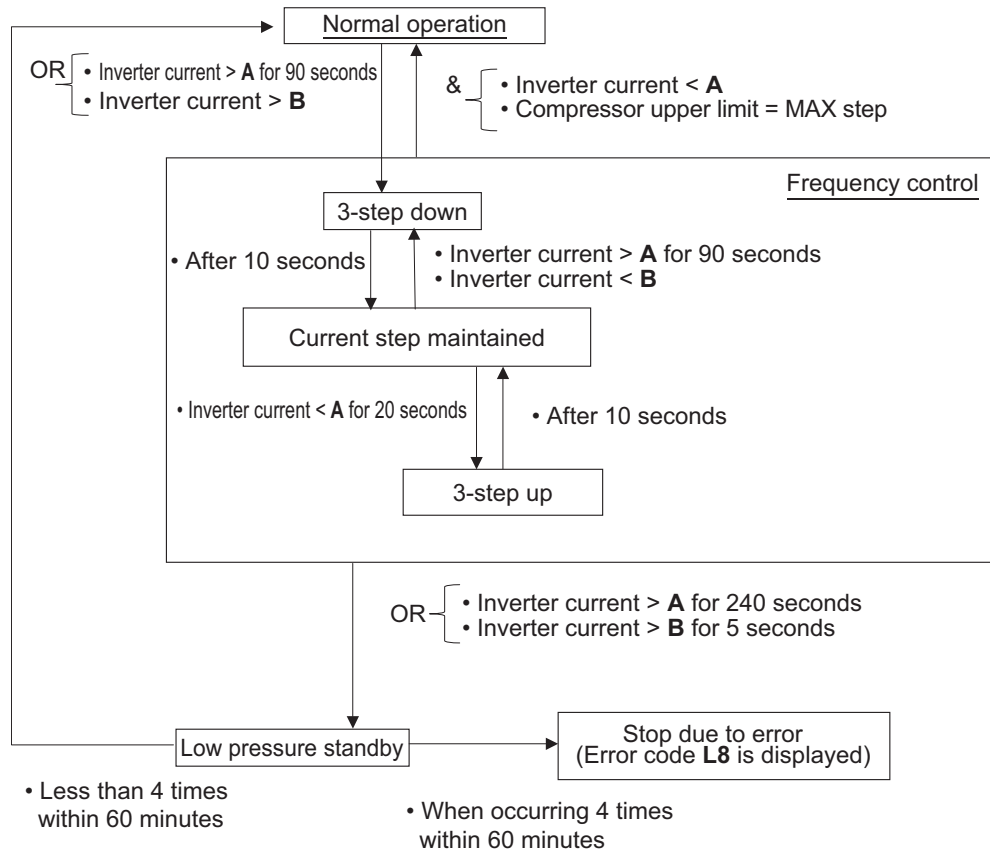 Normal operation
OR
• Inverter current > A for 90 seconds
• Inverter current > B
&
• Inverter current < A
• Compressor upper limit = MAX step
Frequency control
3-step down
• After 10 seconds
• Inverter current > A for 90 seconds
• Inverter current < B
Current step maintained
• Inverter current < A for 20 seconds
• After 10 seconds
3-step up
OR
• Inverter current > A for 240 seconds
• Inverter current > B for 5 seconds
Low pressure standby
Stop due to error
(Error code L8 is displayed)
• Less than 4 times
within 60 minutes
• When occurring 4 times
within 60 minutes